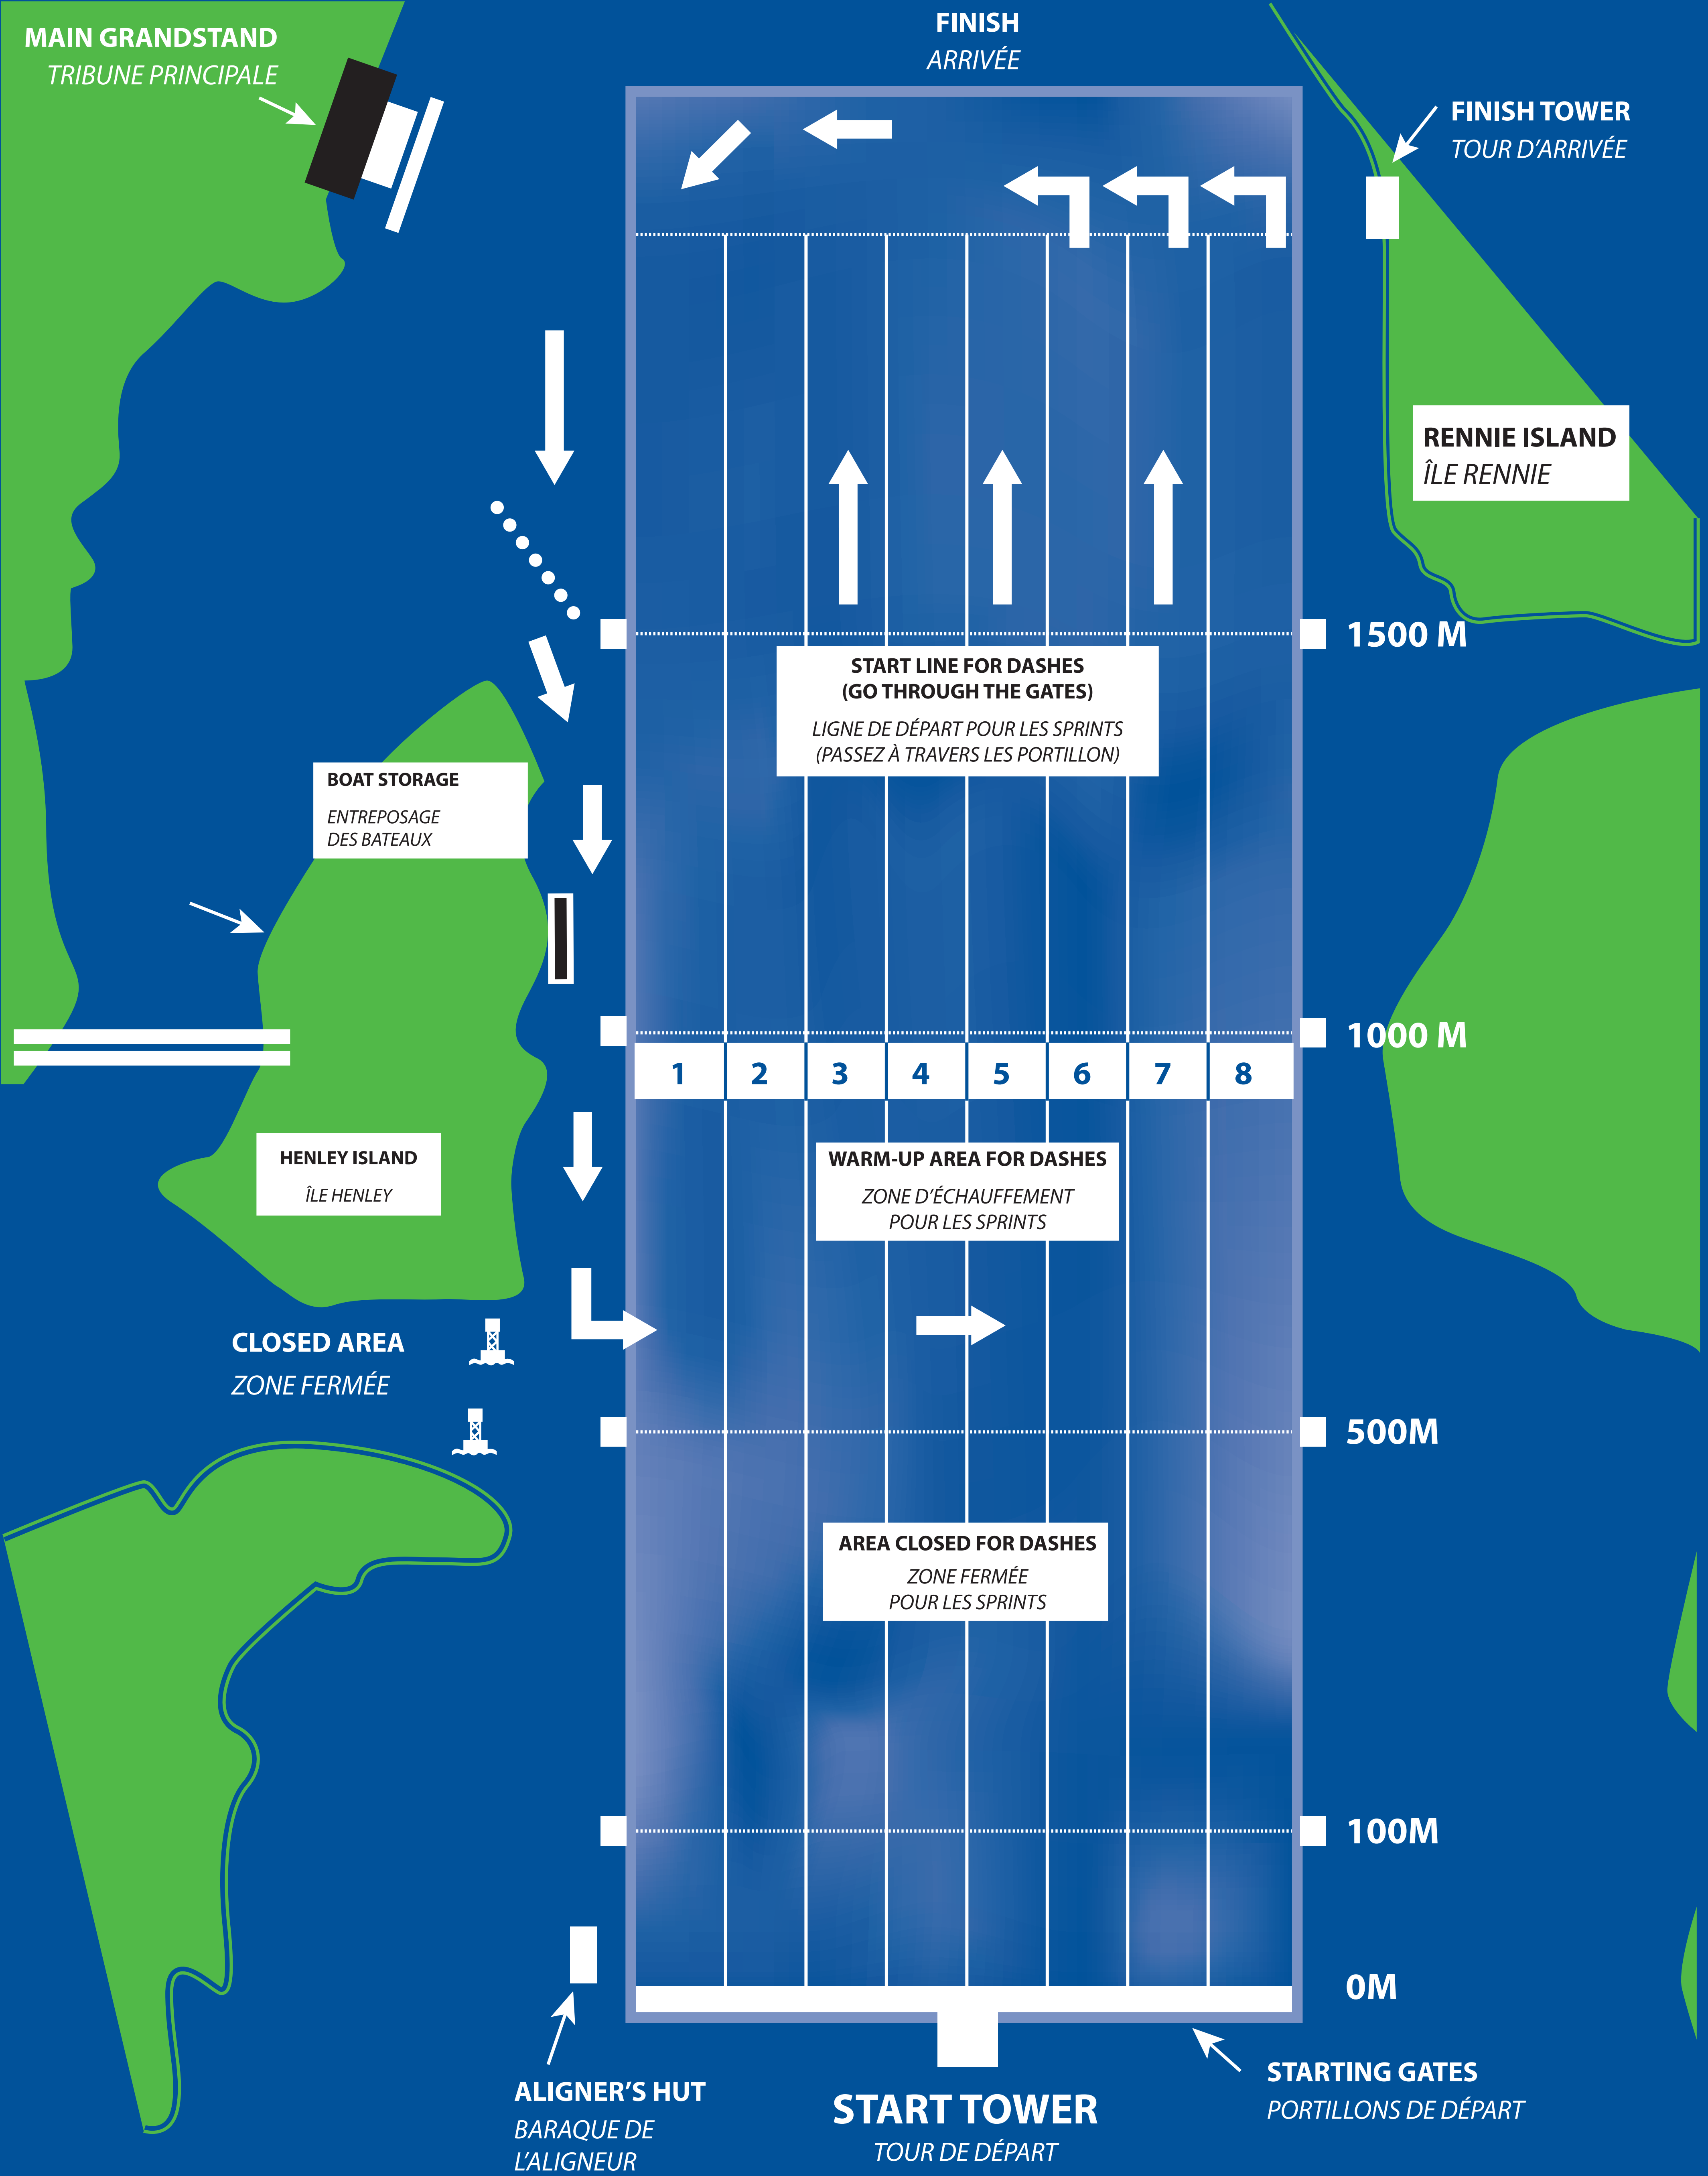 FINISH
ARRIVÉE
MAIN GRANDSTAND
TRIBUNE PRINCIPALE
FINISH TOWER
TOUR D'ARRIVÉE
RENNIE ISLAND
ÎLE RENNIE
1500 M
START LINE FOR DASHES
(GO THROUGH THE GATES)
LIGNE DE DÉPART POUR LES SPRINTS
(PASSEZ À TRAVERS LES PORTILLON)
BOAT STORAGE
ENTREPOSAGE
DES BATEAUX
1000 M
1 2 3 4 5 6 7 8
HENLEY ISLAND
ÎLE HENLEY
WARM-UP AREA FOR DASHES
ZONE D'ÉCHAUFFEMENT
POUR LES SPRINTS
CLOSED AREA
ZONE FERMÉE
500M
AREA CLOSED FOR DASHES
ZONE FERMÉE
POUR LES SPRINTS
100M
0M
ALIGNER'S HUT
BARAQUE DE
L'ALIGNEUR
START TOWER
TOUR DE DÉPART
STARTING GATES
PORTILLONS DE DÉPART